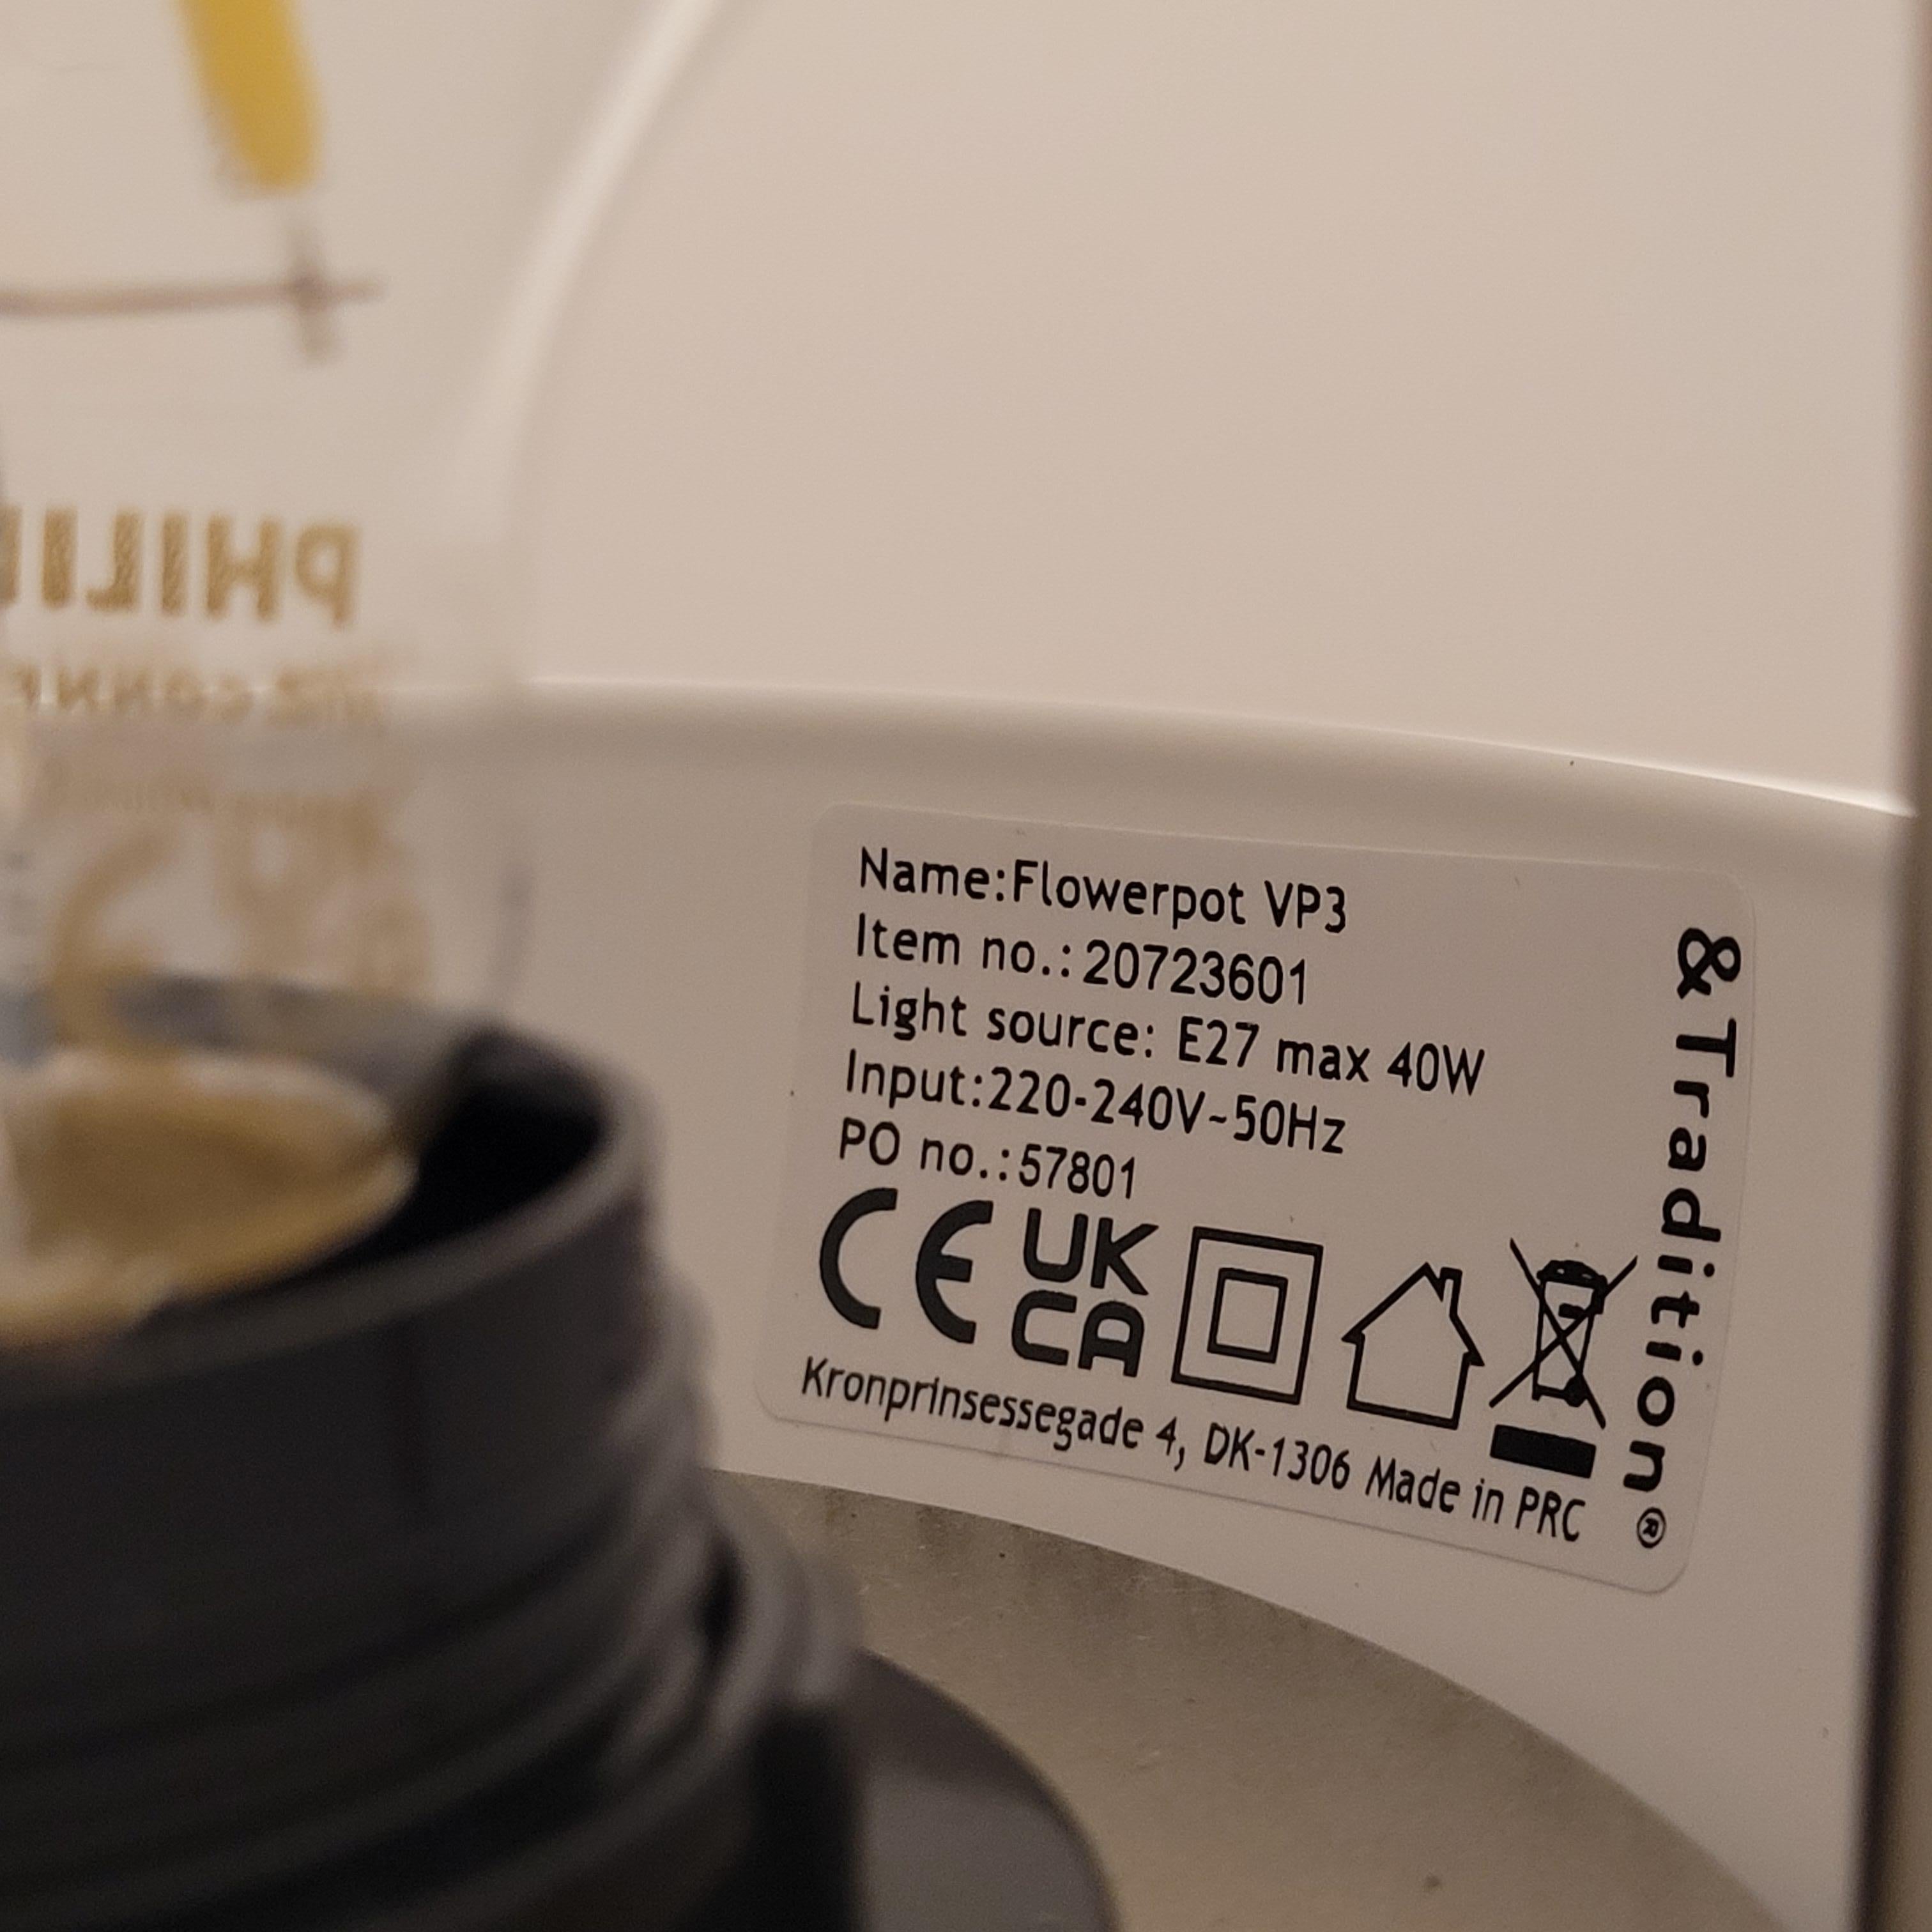 Name:Flowerpot VP3
Item no.:20723601
Light source: E27 max 40W
Input:220-240V~50Hz
PO no.:57801
CE UK CA
Kronprinsessegade 4, DK-1306 Made in PRC
&Tradition®
PHILI